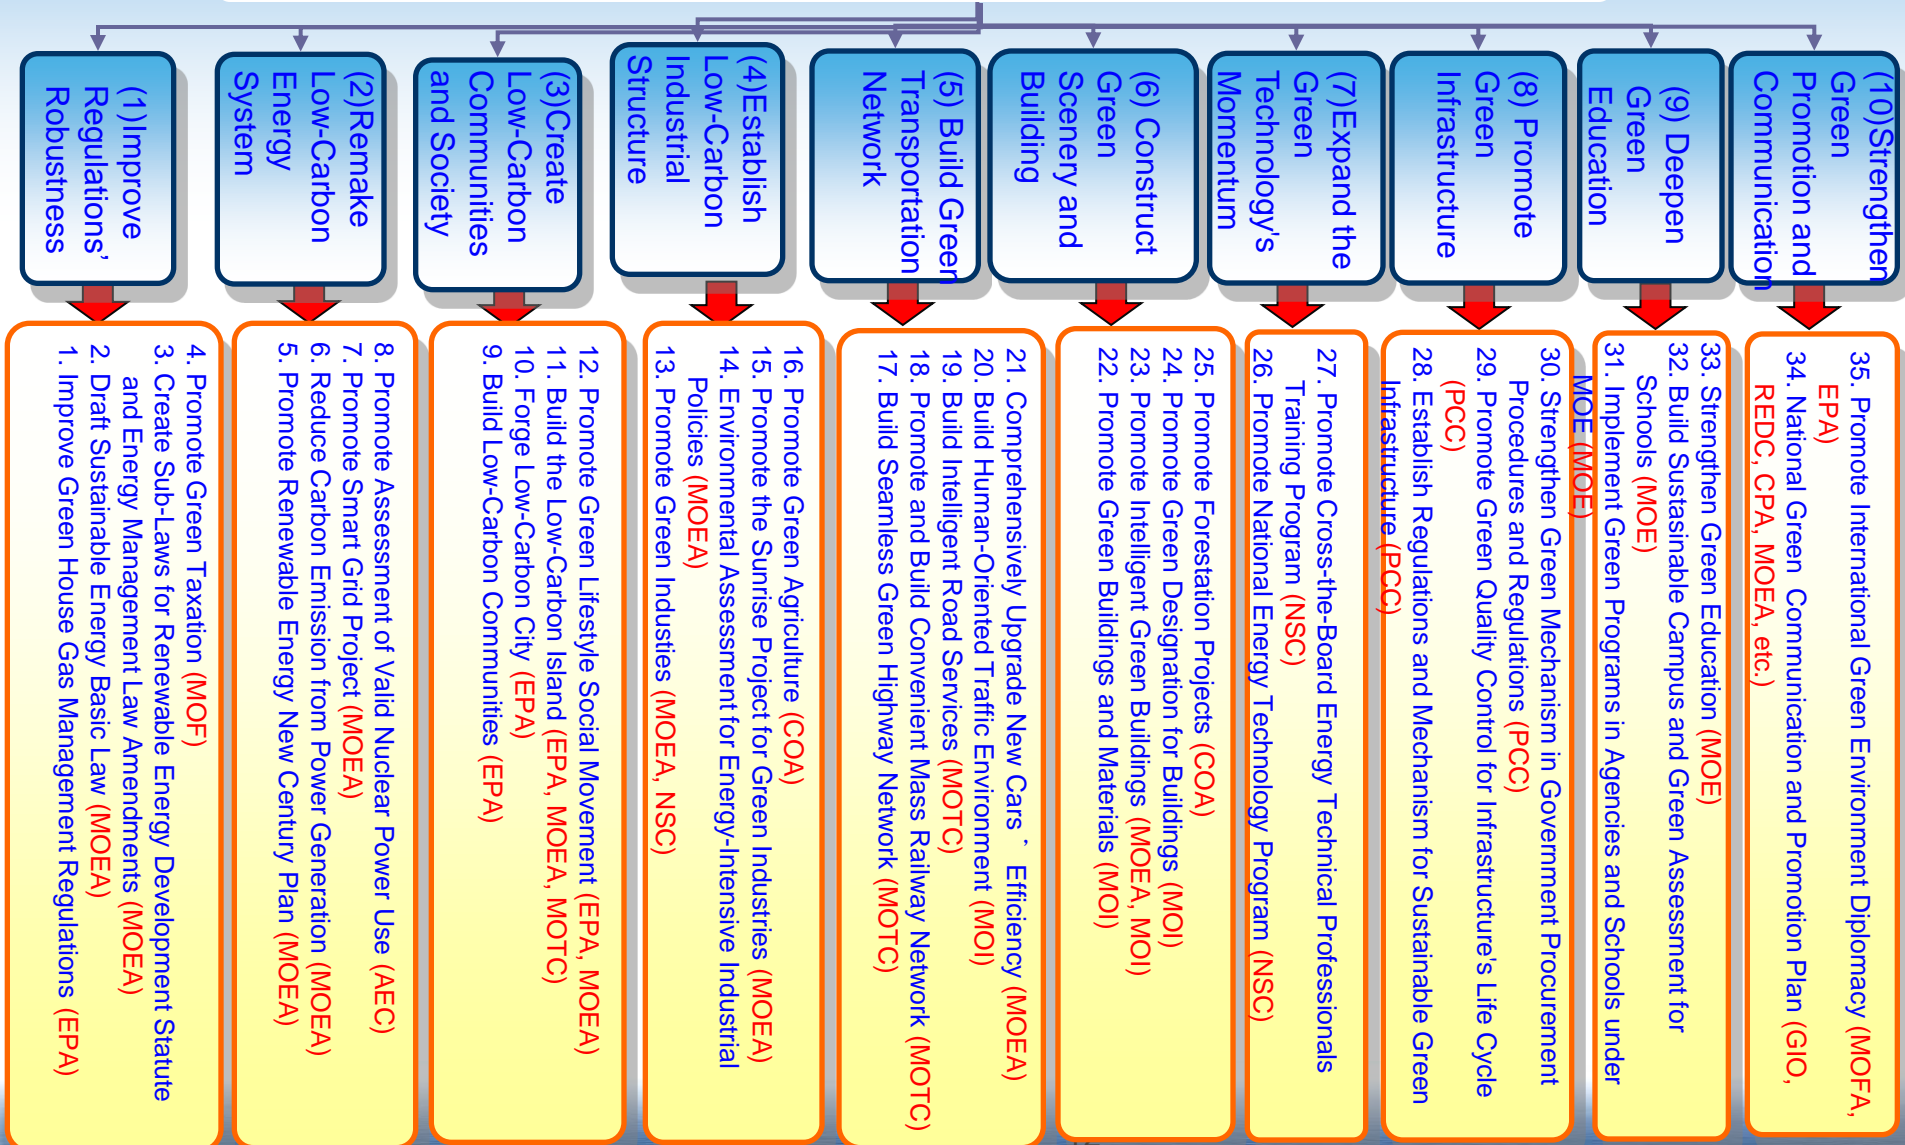 (1)Improve
Regulations’
Robustness
(2)Remake
Low-Carbon
Energy
System
(3)Create
Low-Carbon
Communities
and Society
(4)Establish
Low-Carbon
Industrial
Structure
(5) Build Green
Transportation
Network
(6) Construct
Green
Scenery and
Building
(7)Expand the
Green
Technology's
Momentum
(8) Promote
Green
Infrastructure
(9) Deepen
Green
Education
(10)Strengthen
Green
Promotion and
Communication
4. Promote Green Taxation (MOF)
3. Create Sub-Laws for Renewable Energy Development Statute
and Energy Management Law Amendments (MOEA)
2. Draft Sustainable Energy Basic Law (MOEA)
1. Improve Green House Gas Management Regulations (EPA)
8. Promote Assessment of Valid Nuclear Power Use (AEC)
7. Promote Smart Grid Project (MOEA)
6. Reduce Carbon Emission from Power Generation (MOEA)
5. Promote Renewable Energy New Century Plan (MOEA)
12. Promote Green Lifestyle Social Movement (EPA, MOEA)
11. Build the Low-Carbon Island (EPA, MOEA, MOTC)
10. Forge Low-Carbon City (EPA)
9. Build Low-Carbon Communities (EPA)
16. Promote Green Agriculture (COA)
15. Promote the Sunrise Project for Green Industries (MOEA)
14. Environmental Assessment for Energy-Intensive Industrial
Policies (MOEA)
13. Promote Green Industies (MOEA, NSC)
21. Comprehensively Upgrade New Cars、Efficiency (MOEA)
20. Build Human-Oriented Traffic Environment (MOI)
19. Build Intelligent Road Services (MOTC)
18. Promote and Build Convenient Mass Railway Network (MOTC)
17. Build Seamless Green Highway Network (MOTC)
25. Promote Forestation Projects (COA)
24. Promote Green Designation for Buildings (MOI)
23. Promote Intelligent Green Buildings (MOEA, MOI)
22. Promote Green Buildings and Materials (MOI)
27. Promote Cross-the-Board Energy Technical Professionals
Training Program (NSC)
26. Promote National Energy Technology Program (NSC)
30. Strengthen Green Mechanism in Government Procurement
Procedures and Regulations (PCC)
29. Promote Green Quality Control for Infrastructure's Life Cycle
(PCC)
28. Establish Regulations and Mechanism for Sustainable Green
Infrastructure (PCC)
33. Strengthen Green Education (MOE)
32. Build Sustasinable Campus and Green Assessment for
Schools (MOE)
31. Implement Green Programs in Agencies and Schools under
MOE (MOE)
35. Promote International Green Environment Diplomacy (MOFA,
EPA)
34. National Green Communication and Promotion Plan (GIO,
REDC, CPA, MOEA, etc.)